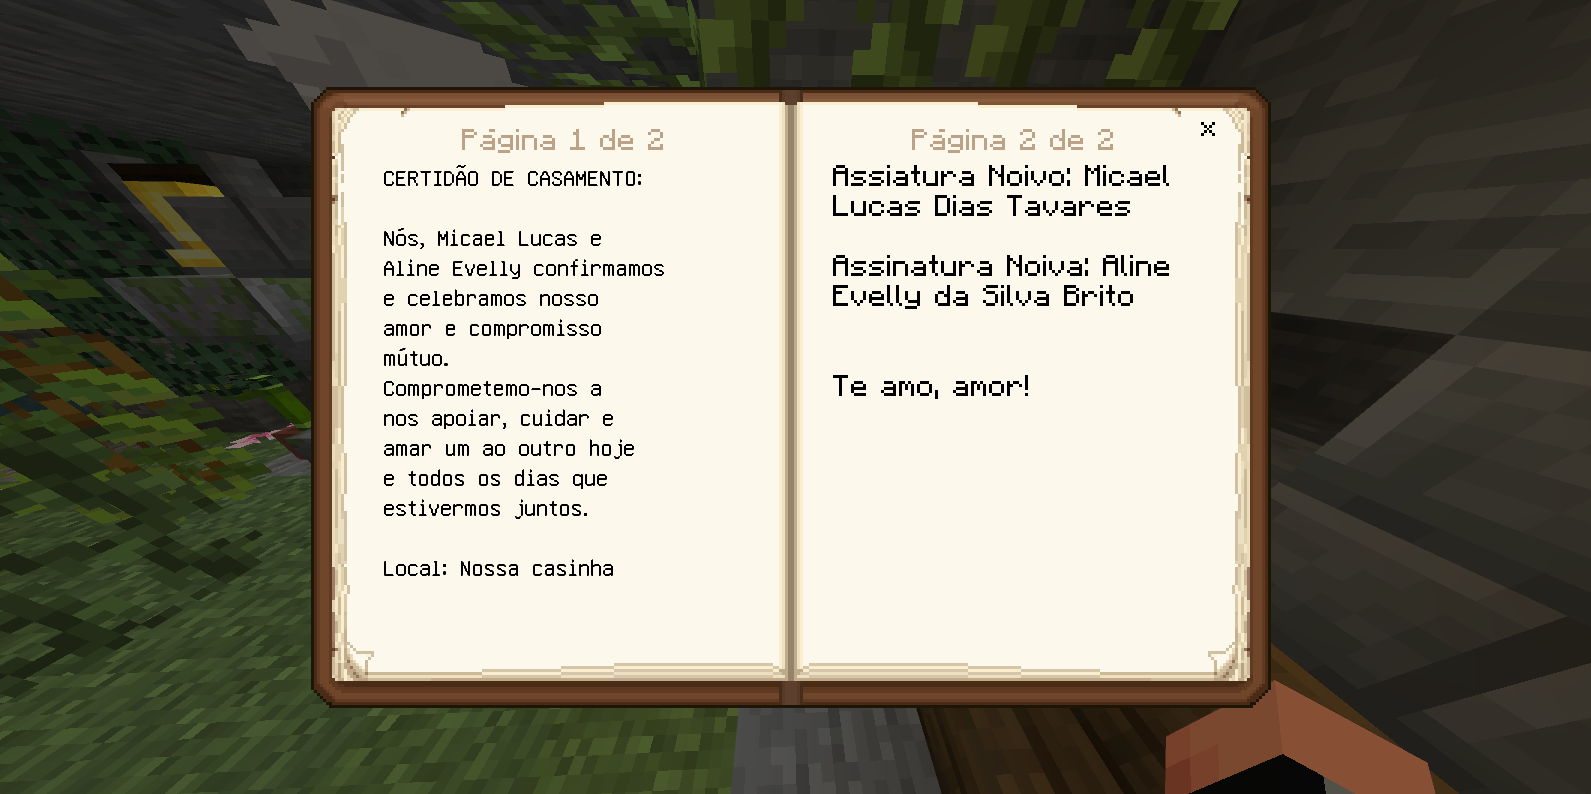 Página 1 de 2
CERTIDÃO DE CASAMENTO:
Nós, Micael Lucas e
Aline Evelly confirmamos
e celebramos nosso
amor e compromisso
mútuo.
Comprometemo-nos a
nos apoiar, cuidar e
amar um ao outro hoje
e todos os dias que
estivermos juntos.
Local: Nossa casinha
Página 2 de 2
Assiatura Noivo: Micael
Lucas Dias Tavares
Assinatura Noiva: Aline
Evelly da Silva Brito
Te amo, amor!